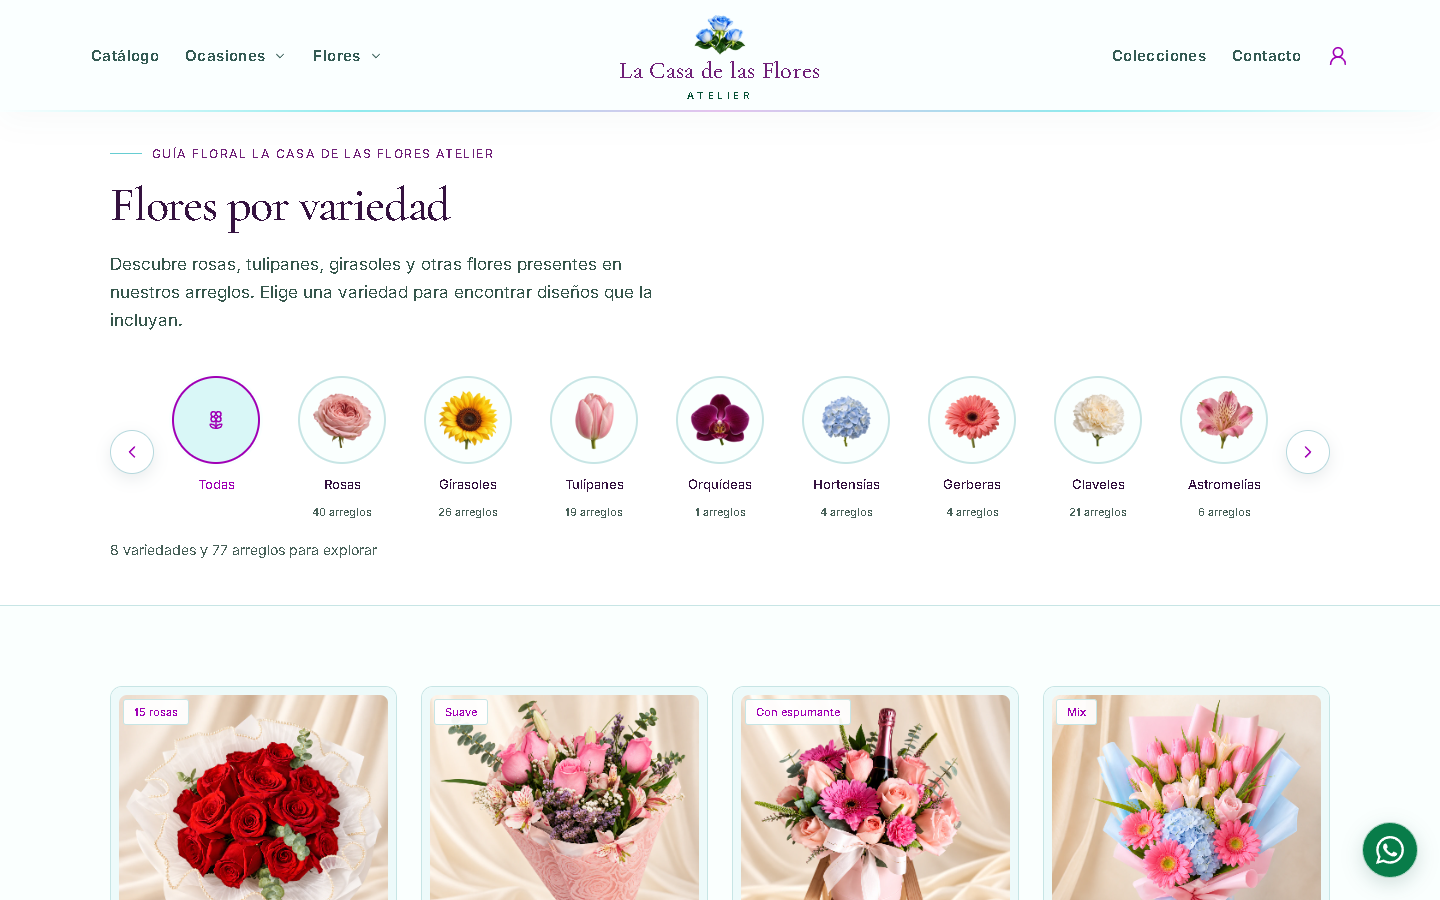 Catálogo
Ocasiones
Flores
La Casa de las Flores
ATELIER
Colecciones
Contacto
GUÍA FLORAL LA CASA DE LAS FLORES ATELIER
Flores por variedad
Descubre rosas, tulipanes, girasoles y otras flores presentes en
nuestros arreglos. Elige una variedad para encontrar diseños que la
incluyan.
Todas
Rosas
40 arreglos
Girasoles
26 arreglos
Tulipanes
19 arreglos
Orquídeas
1 arreglos
Hortensias
4 arreglos
Gerberas
4 arreglos
Claveles
21 arreglos
Astromelias
6 arreglos
8 variedades y 77 arreglos para explorar
15 rosas
Suave
Con espumante
Mix